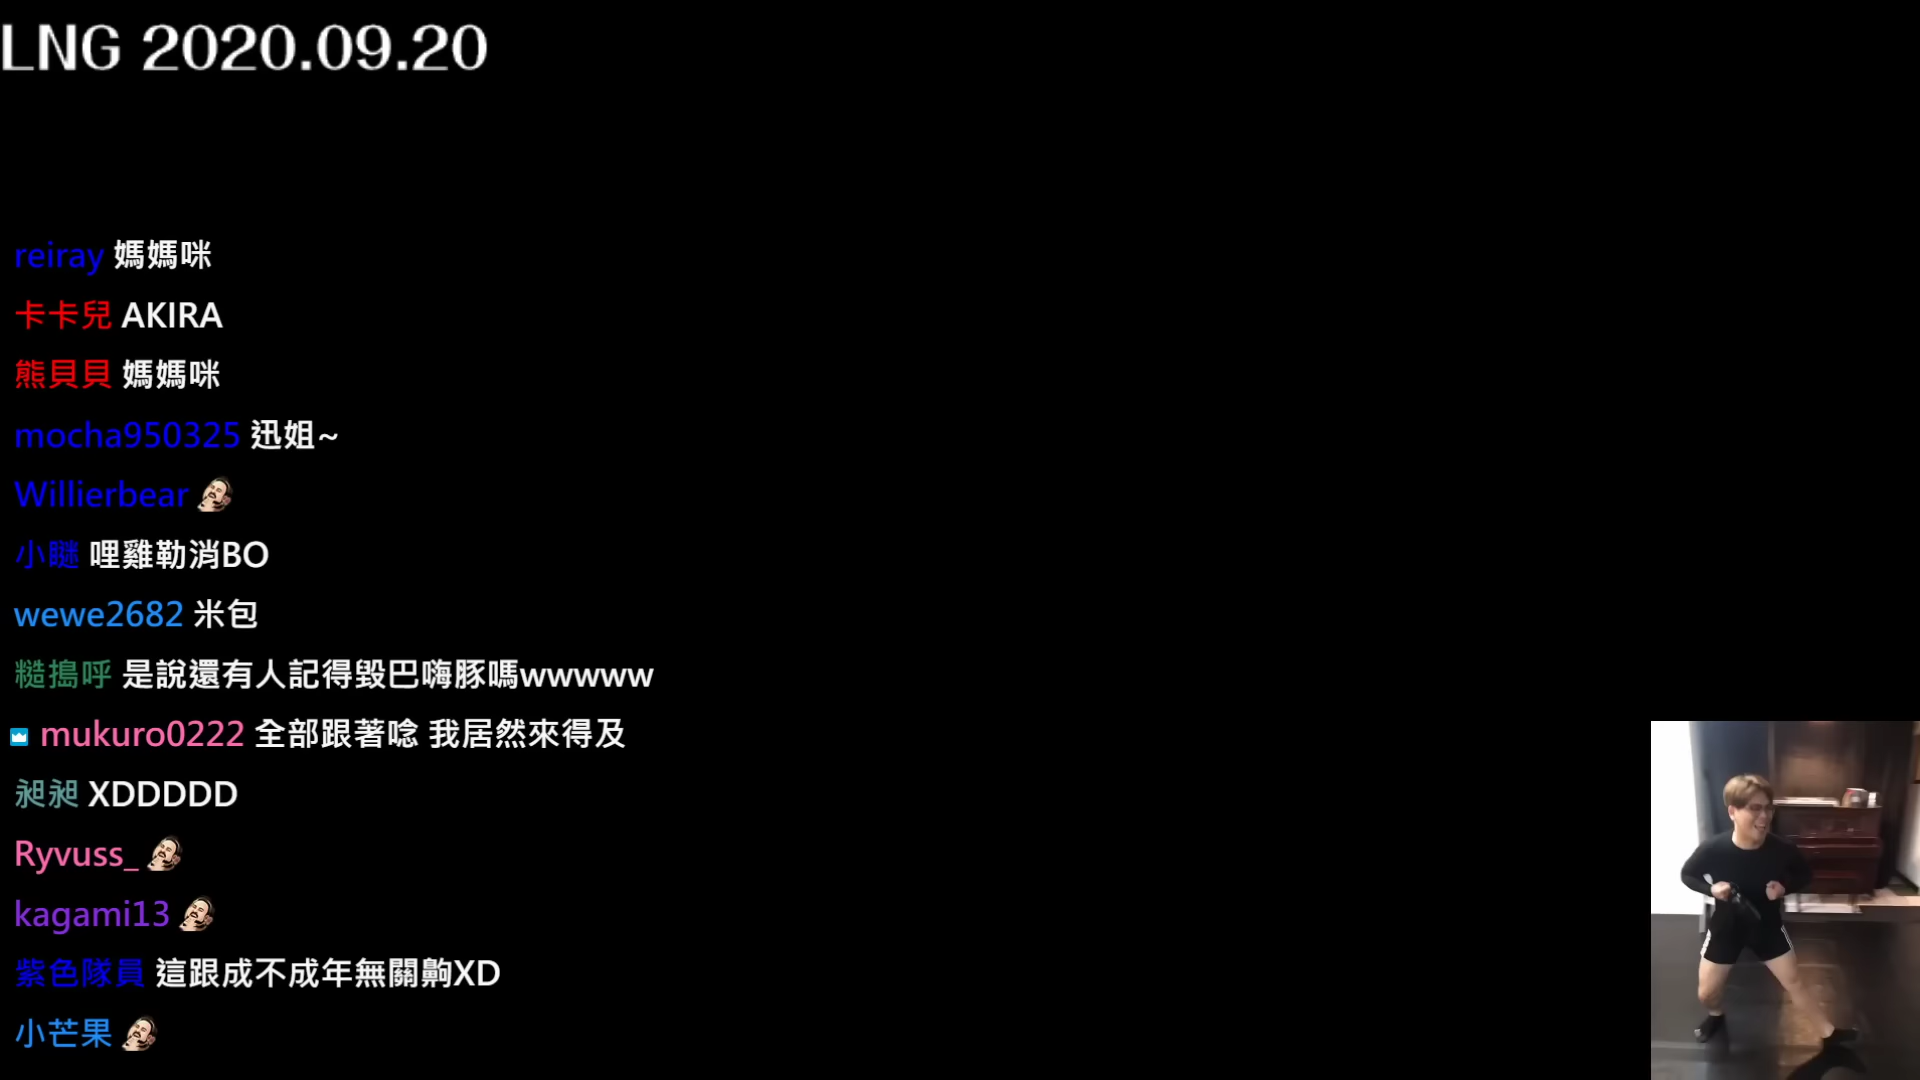 LNG 2020.09.20
reiray 媽媽咪
卡卡兒 AKIRA
熊貝貝 媽媽咪
mocha950325 迅姐~
Willierbear
小瞇 哩雞勒消BO
wewe2682 米包
糙搗呼 是說還有人記得毀巴嗨豚嗎wwwww
mukuro0222 全部跟著唸 我居然來得及
昶昶 XDDDDD
Ryvuss_
kagami13
紫色隊員 這跟成不成年無關齁XD
小芒果